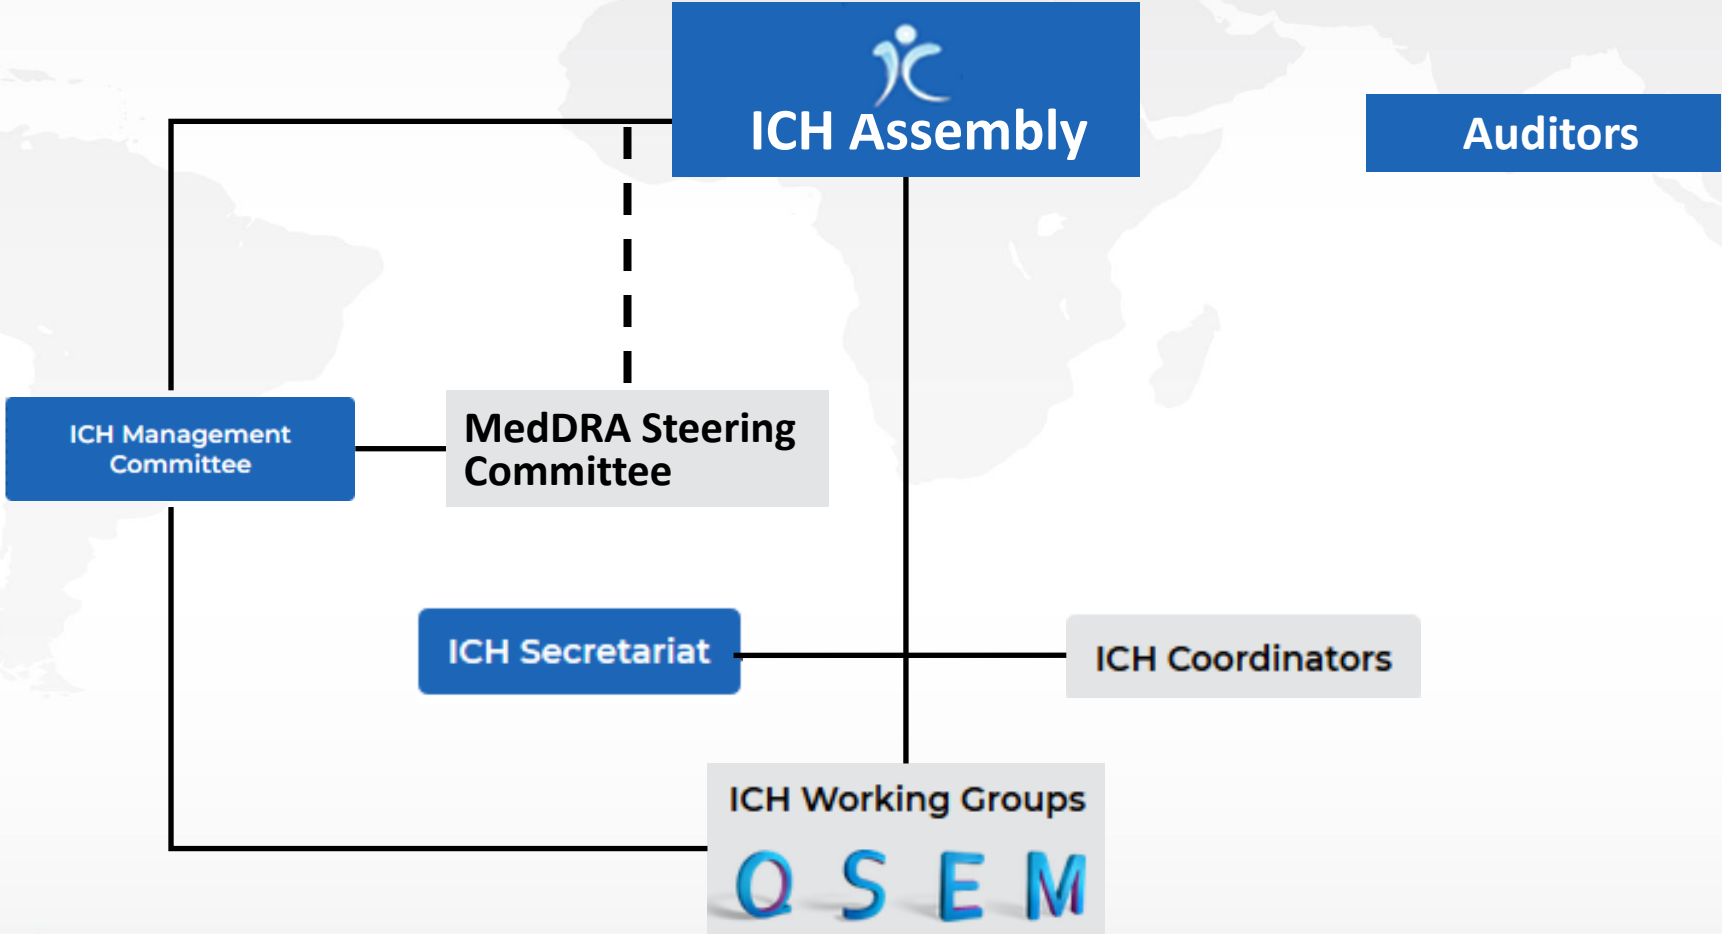 ICH Assembly
Auditors
ICH Management
Committee
MedDRA Steering
Committee
ICH Secretariat
ICH Coordinators
ICH Working Groups
Q S E M